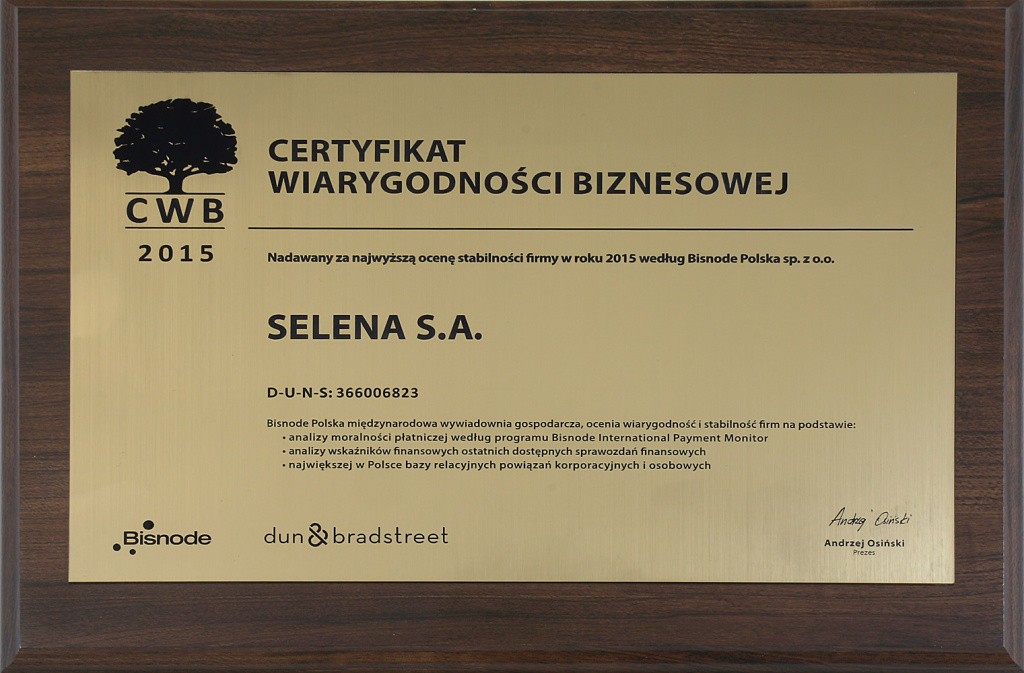 CWB
2015
CERTYFIKAT
WIARYGODNOŚCI BIZNESOWEJ
Nadawany za najwyższą ocenę stabilności firmy w roku 2015 według Bisnode Polska sp. z o.o.
SELENA S.A.
D-U-N-S: 366006823
Bisnode Polska międzynarodowa wywiadownia gospodarcza, ocenia wiarygodność i stabilność firm na podstawie:
• analizy moralności płatniczej według programu Bisnode International Payment Monitor
• analizy wskaźników finansowych ostatnich dostępnych sprawozdań finansowych
• największej w Polsce bazy relacyjnych powiązań korporacyjnych i osobowych
Bisnode
dun&bradstreet
Andrzej Osiński
Andrzej Osiński
Prezes